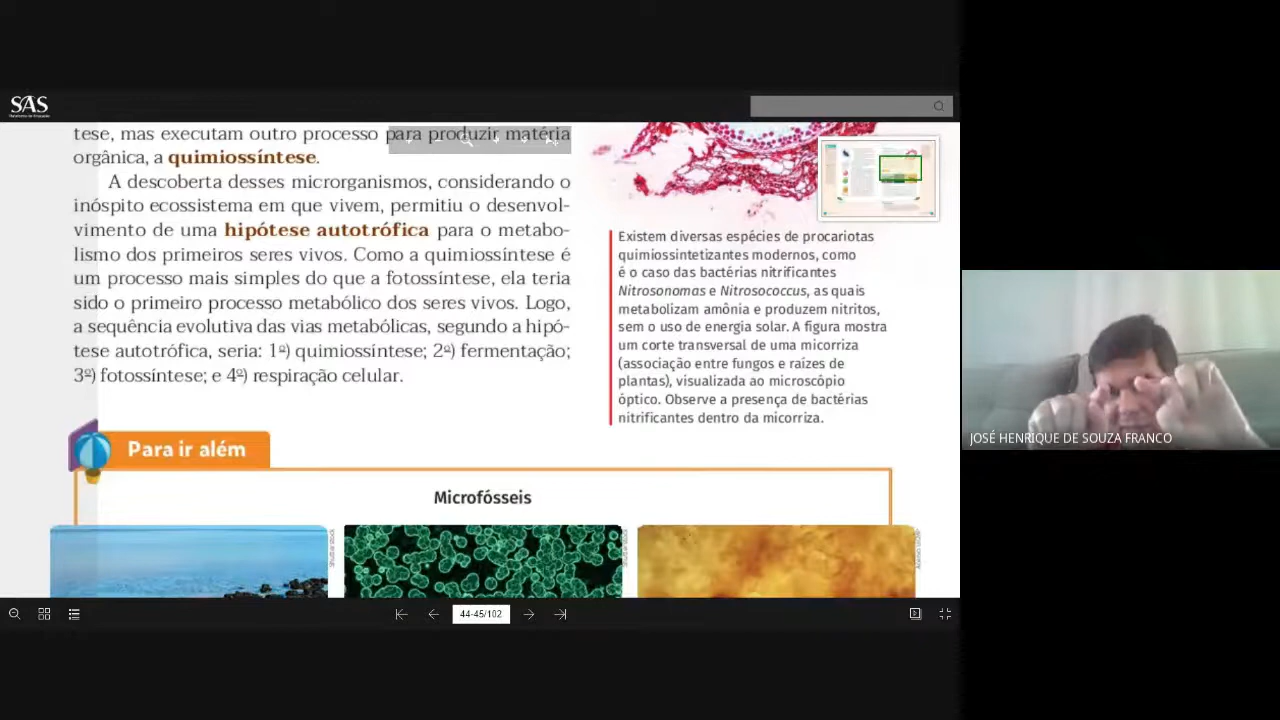 SAS
tese, mas executam outro processo para produzir matéria
orgânica, a quimiossíntese.
A descoberta desses microrganismos, considerando o
inóspito ecossistema em que vivem, permitiu o desenvol-
vimento de uma hipótese autotrófica para o metabo-
lismo dos primeiros seres vivos. Como a quimiossíntese é
um processo mais simples do que a fotossíntese, ela teria
sido o primeiro processo metabólico dos seres vivos. Logo,
a sequência evolutiva das vias metabólicas, segundo a hipó-
tese autotrófica, seria: 1ª) quimiossíntese; 2ª) fermentação;
3ª) fotossíntese; e 4ª) respiração celular.
Existem diversas espécies de procariotas
quimiossintetizantes modernos, como
é o caso das bactérias nitrificantes
Nitrosonomas e Nitrosococcus, as quais
metabolizam amônia e produzem nitritos,
sem o uso de energia solar. A figura mostra
um corte transversal de uma micorriza
(associação entre fungos e raízes de
plantas), visualizada ao microscópio
óptico. Observe a presença de bactérias
nitrificantes dentro da micorriza.
Para ir além
Microfósseis
Shutterstock
Shutterstock
44-45/102
JOSÉ HENRIQUE DE SOUZA FRANCO